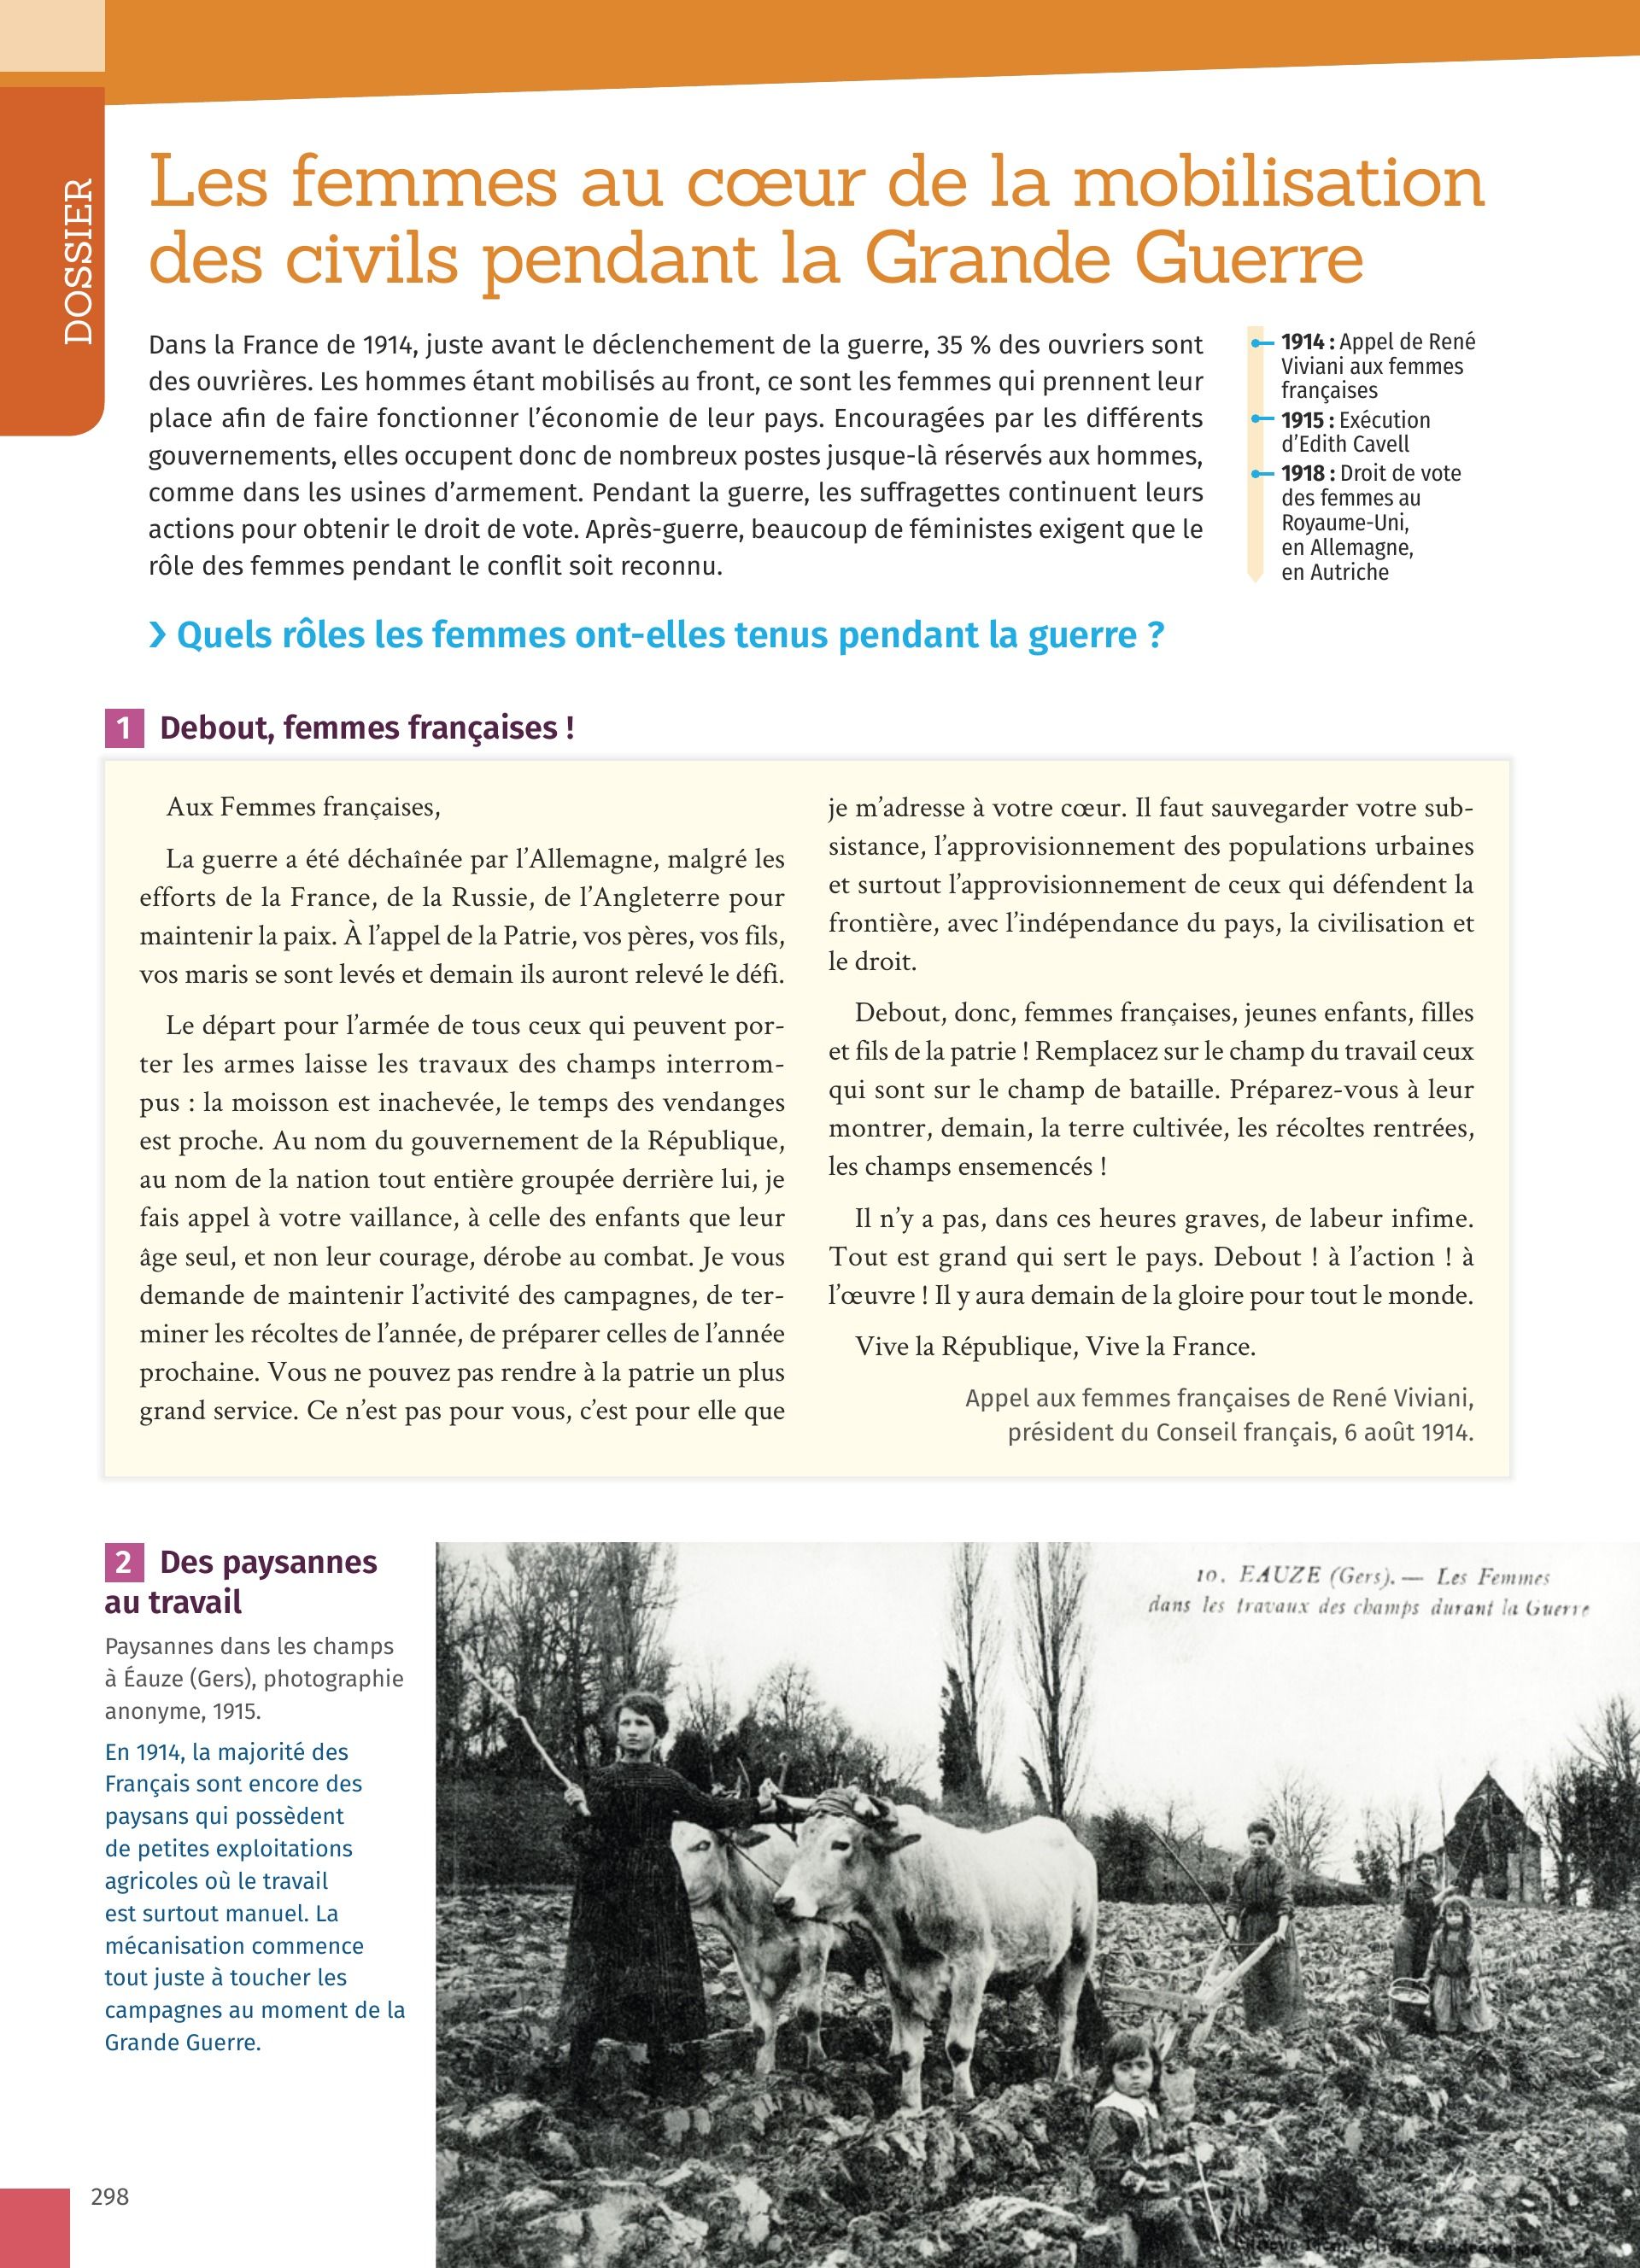 DOSSIER
Les femmes au cœur de la mobilisation
des civils pendant la Grande Guerre
Dans la France de 1914, juste avant le déclenchement de la guerre, 35 % des ouvriers sont
des ouvrières. Les hommes étant mobilisés au front, ce sont les femmes qui prennent leur
place afin de faire fonctionner l’économie de leur pays. Encouragées par les différents
gouvernements, elles occupent donc de nombreux postes jusque-là réservés aux hommes,
comme dans les usines d’armement. Pendant la guerre, les suffragettes continuent leurs
actions pour obtenir le droit de vote. Après-guerre, beaucoup de féministes exigent que le
rôle des femmes pendant le conflit soit reconnu.
1914 : Appel de René
Viviani aux femmes
françaises
1915 : Exécution
d’Edith Cavell
1918 : Droit de vote
des femmes au
Royaume-Uni,
en Allemagne,
en Autriche
› Quels rôles les femmes ont-elles tenus pendant la guerre ?
1 Debout, femmes françaises !
Aux Femmes françaises,
La guerre a été déchaînée par l’Allemagne, malgré les
efforts de la France, de la Russie, de l’Angleterre pour
maintenir la paix. À l’appel de la Patrie, vos pères, vos fils,
vos maris se sont levés et demain ils auront relevé le défi.
Le départ pour l’armée de tous ceux qui peuvent por-
ter les armes laisse les travaux des champs interrom-
pus : la moisson est inachevée, le temps des vendanges
est proche. Au nom du gouvernement de la République,
au nom de la nation tout entière groupée derrière lui, je
fais appel à votre vaillance, à celle des enfants que leur
âge seul, et non leur courage, dérobe au combat. Je vous
demande de maintenir l’activité des campagnes, de ter-
miner les récoltes de l’année, de préparer celles de l’année
prochaine. Vous ne pouvez pas rendre à la patrie un plus
grand service. Ce n’est pas pour vous, c’est pour elle que
je m’adresse à votre cœur. Il faut sauvegarder votre sub-
sistance, l’approvisionnement des populations urbaines
et surtout l’approvisionnement de ceux qui défendent la
frontière, avec l’indépendance du pays, la civilisation et
le droit.
Debout, donc, femmes françaises, jeunes enfants, filles
et fils de la patrie ! Remplacez sur le champ du travail ceux
qui sont sur le champ de bataille. Préparez-vous à leur
montrer, demain, la terre cultivée, les récoltes rentrées,
les champs ensemencés !
Il n’y a pas, dans ces heures graves, de labeur infime.
Tout est grand qui sert le pays. Debout ! à l’action ! à
l’œuvre ! Il y aura demain de la gloire pour tout le monde.
Vive la République, Vive la France.
Appel aux femmes françaises de René Viviani,
président du Conseil français, 6 août 1914.
2 Des paysannes
au travail
Paysannes dans les champs
à Éauze (Gers), photographie
anonyme, 1915.
En 1914, la majorité des
Français sont encore des
paysans qui possèdent
de petites exploitations
agricoles où le travail
est surtout manuel. La
mécanisation commence
tout juste à toucher les
campagnes au moment de la
Grande Guerre.
10. EAUZE (Gers). — Les Femmes
dans les travaux des champs durant la Guerre
298